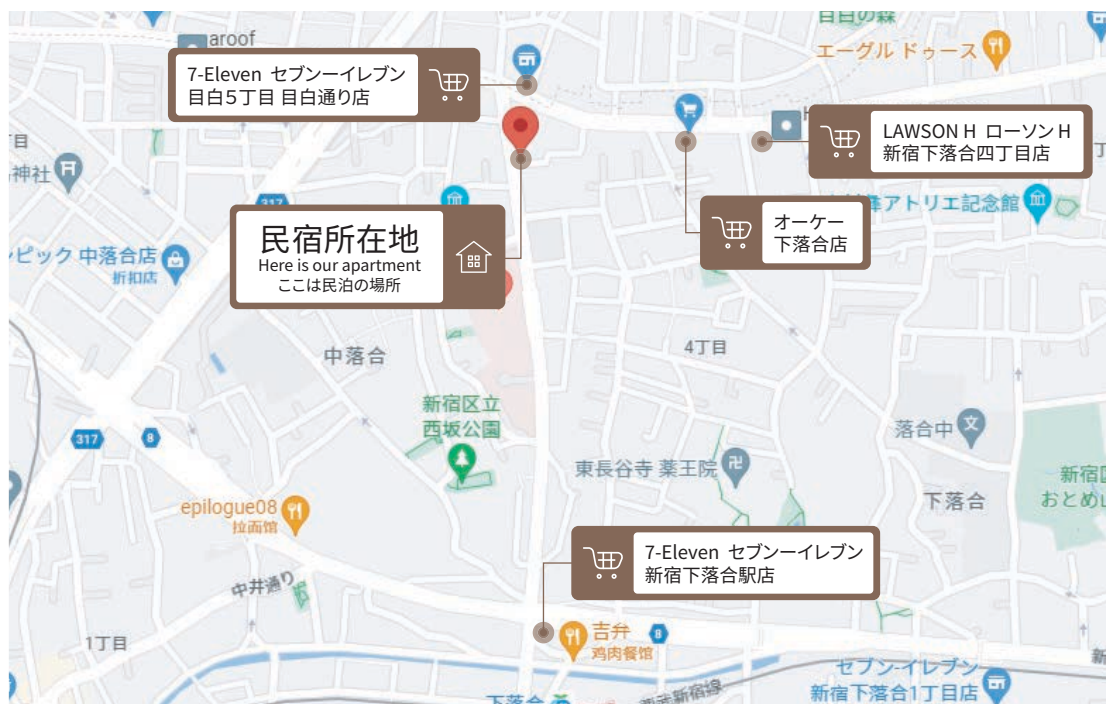 aroof
目白の森
エーグル ドゥース
7-Eleven セブンーイレブン
目白5丁目 目白通り店
LAWSON H ローソン H
新宿下落合四丁目店
丁目
神社
317
アトリエ記念館
オーケー
下落合店
民宿所在地
Here is our apartment
ここは民泊の場所
ンピック 中落合店
折扣店
中落合
4丁目
新宿区立
西坂公園
317
8
落合中
東長谷寺 薬王院
新宿区
おとめ山
下落合
epilogue08
拉面馆
7-Eleven セブンーイレブン
新宿下落合駅店
中井通り
1丁目
吉弁
鸡肉餐馆
8
新
セブン-イレブン
新宿下落合1丁目店
下落合
西武新宿線